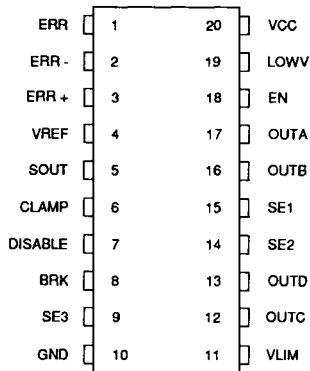 ERR 1 20 VCC
ERR - 2 19 LOWV
ERR + 3 18 EN
VREF 4 17 OUTA
SOUT 5 16 OUTB
CLAMP 6 15 SE1
DISABLE 7 14 SE2
BRK 8 13 OUTD
SE3 9 12 OUTC
GND 10 11 VLIM